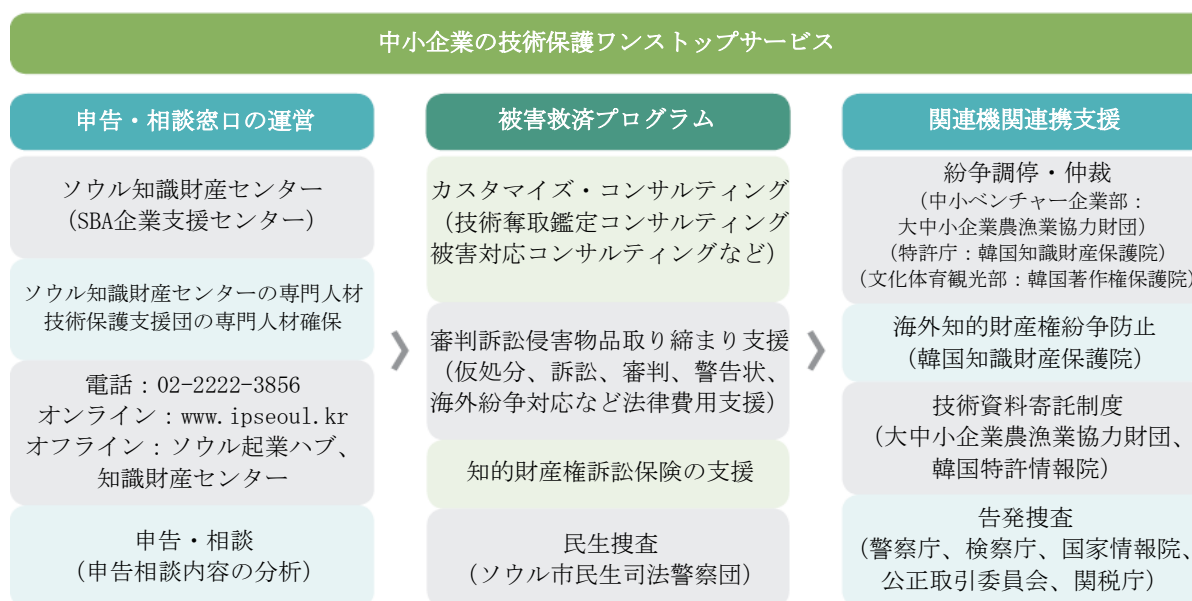 中小企業の技術保護ワンストップサービス
申告・相談窓口の運営
ソウル知識財産センター
（SBA企業支援センター）
ソウル知識財産センターの専門人材
技術保護支援団の専門人材確保
電話：02-2222-3856
オンライン：www.ipseoul.kr
オフライン：ソウル起業ハブ、
知識財産センター
申告・相談
（申告相談内容の分析）
被害救済プログラム
カスタマイズ・コンサルティング
（技術奪取鑑定コンサルティング
被害対応コンサルティングなど）
審判訴訟侵害物品取り締まり支援
（仮処分、訴訟、審判、警告状、
海外紛争対応など法律費用支援）
知的財産権訴訟保険の支援
民生捜査
（ソウル市民生司法警察団）
関連機関連携支援
紛争調停・仲裁
（中小ベンチャー企業部：
大中小企業農漁業協力財団）
（特許庁：韓国知識財産保護院）
（文化体育観光部：韓国著作権保護院）
海外知的財産権紛争防止
（韓国知識財産保護院）
技術資料寄託制度
（大中小企業農漁業協力財団、
韓国特許情報院）
告発捜査
（警察庁、検察庁、国家情報院、
公正取引委員会、関税庁）